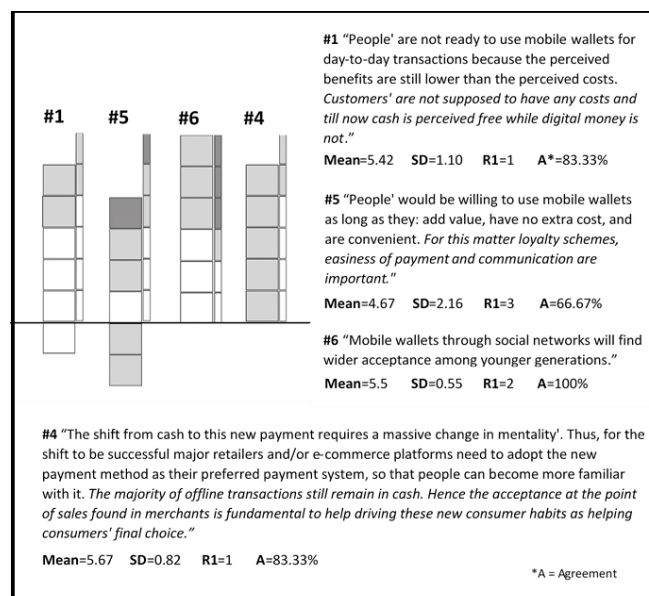 #1 “People' are not ready to use mobile wallets for
day-to-day transactions because the perceived
benefits are still lower than the perceived costs.
Customers' are not supposed to have any costs and
till now cash is perceived free while digital money is
not.”
Mean=5.42 SD=1.10 R1=1 A*=83.33%
#1 #5 #6 #4
#5 “People' would be willing to use mobile wallets
as long as they: add value, have no extra cost, and
are convenient. For this matter loyalty schemes,
easiness of payment and communication are
important."
Mean=4.67 SD=2.16 R1=3 A=66.67%
#6 “Mobile wallets through social networks will find
wider acceptance among younger generations.”
Mean=5.5 SD=0.55 R1=2 A=100%
#4 “The shift from cash to this new payment requires a massive change in mentality'. Thus, for the
shift to be successful major retailers and/or e-commerce platforms need to adopt the new
payment method as their preferred payment system, so that people can become more familiar
with it. The majority of offline transactions still remain in cash. Hence the acceptance at the point
of sales found in merchants is fundamental to help driving these new consumer habits as helping
consumers' final choice.”
Mean=5.67 SD=0.82 R1=1 A=83.33%
*A = Agreement